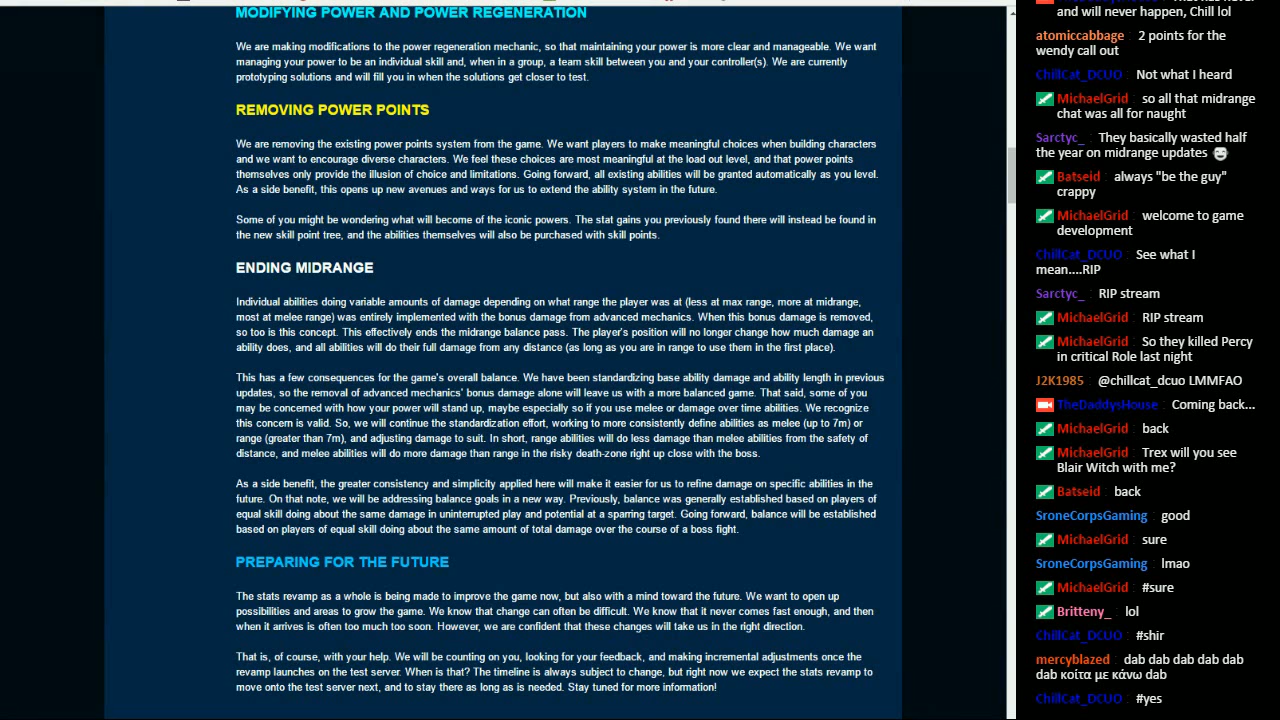 MODIFYING POWER AND POWER REGENERATION
We are making modifications to the power regeneration mechanic, so that maintaining your power is more clear and manageable. We want
managing your power to be an individual skill and, when in a group, a team skill between you and your controller(s). We are currently
prototyping solutions and will fill you in when the solutions get closer to test.
REMOVING POWER POINTS
We are removing the existing power points system from the game. We want players to make meaningful choices when building characters
and we want to encourage diverse characters. We feel these choices are most meaningful at the load out level, and that power points
themselves only provide the illusion of choice and limitations. Going forward, all existing abilities will be granted automatically as you level.
As a side benefit, this opens up new avenues and ways for us to extend the ability system in the future.
Some of you might be wondering what will become of the iconic powers. The stat gains you previously found there will instead be found in
the new skill point tree, and the abilities themselves will also be purchased with skill points.
ENDING MIDRANGE
Individual abilities doing variable amounts of damage depending on what range the player was at (less at max range, more at midrange,
most at melee range) was entirely implemented with the bonus damage from advanced mechanics. When this bonus damage is removed,
so too is this concept. This effectively ends the midrange balance pass. The player's position will no longer change how much damage an
ability does, and all abilities will do their full damage from any distance (as long as you are in range to use them in the first place).
This has a few consequences for the game's overall balance. We have been standardizing base ability damage and ability length in previous
updates, so the removal of advanced mechanics' bonus damage alone will leave us with a more balanced game. That said, some of you
may be concerned with how your power will stand up, maybe especially so if you use melee or damage over time abilities. We recognize
this concern is valid. So, we will continue the standardization effort, working to more consistently define abilities as melee (up to 7m) or
range (greater than 7m), and adjusting damage to suit. In short, range abilities will do less damage than melee abilities from the safety of
distance, and melee abilities will do more damage than range in the risky death-zone right up close with the boss.
As a side benefit, the greater consistency and simplicity applied here will make it easier for us to refine damage on specific abilities in the
future. On that note, we will be addressing balance goals in a new way. Previously, balance was generally established based on players of
equal skill doing about the same damage in uninterrupted play and potential at a sparring target. Going forward, balance will be established
based on players of equal skill doing about the same amount of total damage over the course of a boss fight.
PREPARING FOR THE FUTURE
The stats revamp as a whole is being made to improve the game now, but also with a mind toward the future. We want to open up
possibilities and areas to grow the game. We know that change can often be difficult. We know that it never comes fast enough, and then
when it arrives is often too much too soon. However, we are confident that these changes will take us in the right direction.
That is, of course, with your help. We will be counting on you, looking for your feedback, and making incremental adjustments once the
revamp launches on the test server. When is that? The timeline is always subject to change, but right now we expect the stats revamp to
move onto the test server next, and to stay there as long as is needed. Stay tuned for more information!
and will never happen, Chill lol
atomiccabbage : 2 points for the
wendy call out
ChillCat_DCUO : Not what I heard
MichaelGrid : so all that midrange
chat was all for naught
Sarctyc_ : They basically wasted half
the year on midrange updates
Batseid : always "be the guy"
crappy
MichaelGrid : welcome to game
development
ChillCat_DCUO : See what I
mean....RIP
Sarctyc_ : RIP stream
MichaelGrid : RIP stream
MichaelGrid : So they killed Percy
in critical Role last night
J2K1985 : @chillcat_dcuo LMMFAO
TheDaddysHouse : Coming back...
MichaelGrid : back
MichaelGrid : Trex will you see
Blair Witch with me?
Batseid : back
SroneCorpsGaming : good
MichaelGrid : sure
SroneCorpsGaming : lmao
MichaelGrid : #sure
Britteny_ : lol
ChillCat_DCUO : #shir
mercyblazed : dab dab dab dab dab
dab κοίτα με κάνω dab
ChillCat_DCUO : #yes